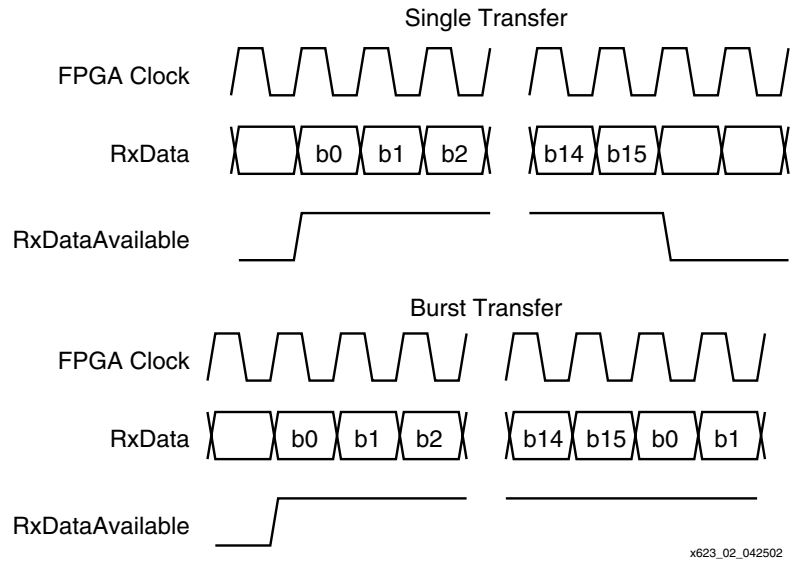 Single Transfer
FPGA Clock
RxData b0 b1 b2 b14 b15
RxDataAvailable
Burst Transfer
FPGA Clock
RxData b0 b1 b2 b14 b15 b0 b1
RxDataAvailable
x623_02_042502